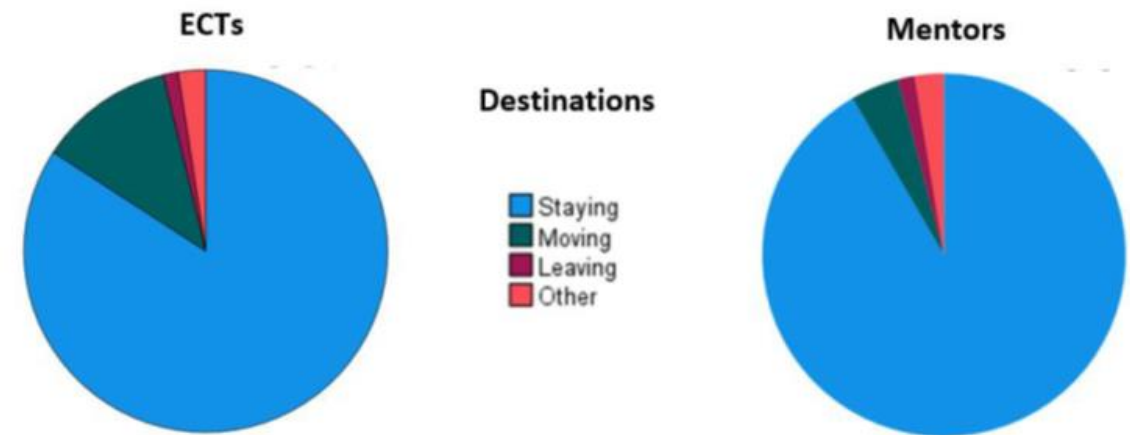 ECTs
Mentors
Destinations
Staying
Moving
Leaving
Other